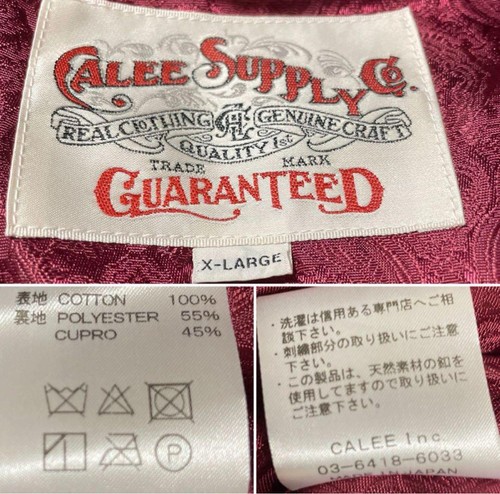 CALEE SUPPLY Co.
REAL CLOTHING GENUINE CRAFT
QUALITY 1st
TRADE MARK
GUARANTEED
X-LARGE
表地 COTTON 100%
裏地 POLYESTER 55%
CUPRO 45%
P
・洗濯は信用ある専門店へご相
談下さい。
・刺繍部分の取り扱いにご注意
下さい。
・この製品は、天然素材の釦を
使用してますので取り扱いに
ご注意下さい。
CALEE Inc.
03-6418-6033
MADE IN JAPAN